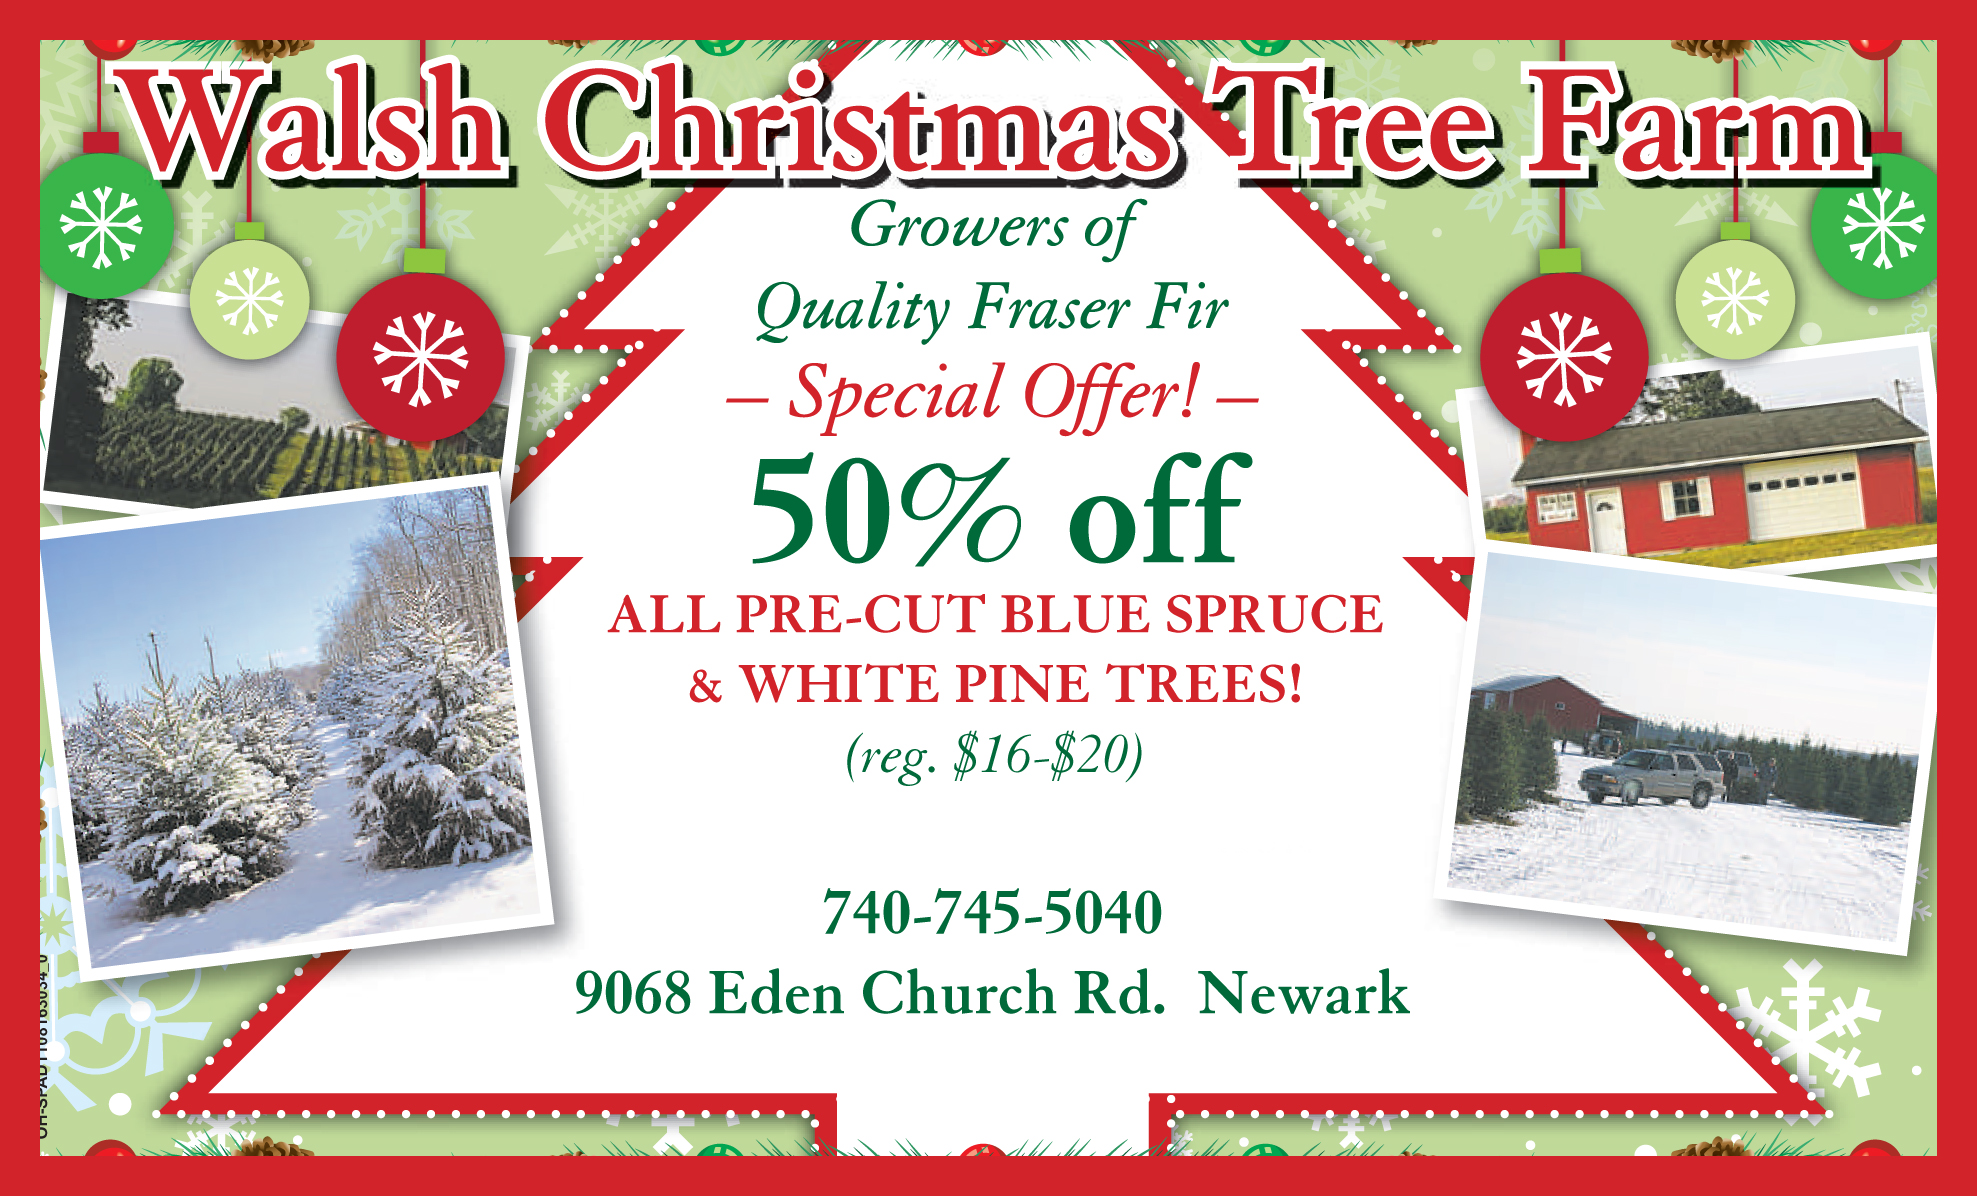 Walsh Christmas Tree Farm
Growers of
Quality Fraser Fir
– Special Offer! –
50% off
ALL PRE-CUT BLUE SPRUCE
& WHITE PINE TREES!
(reg. $16-$20)
740-745-5040
9068 Eden Church Rd. Newark